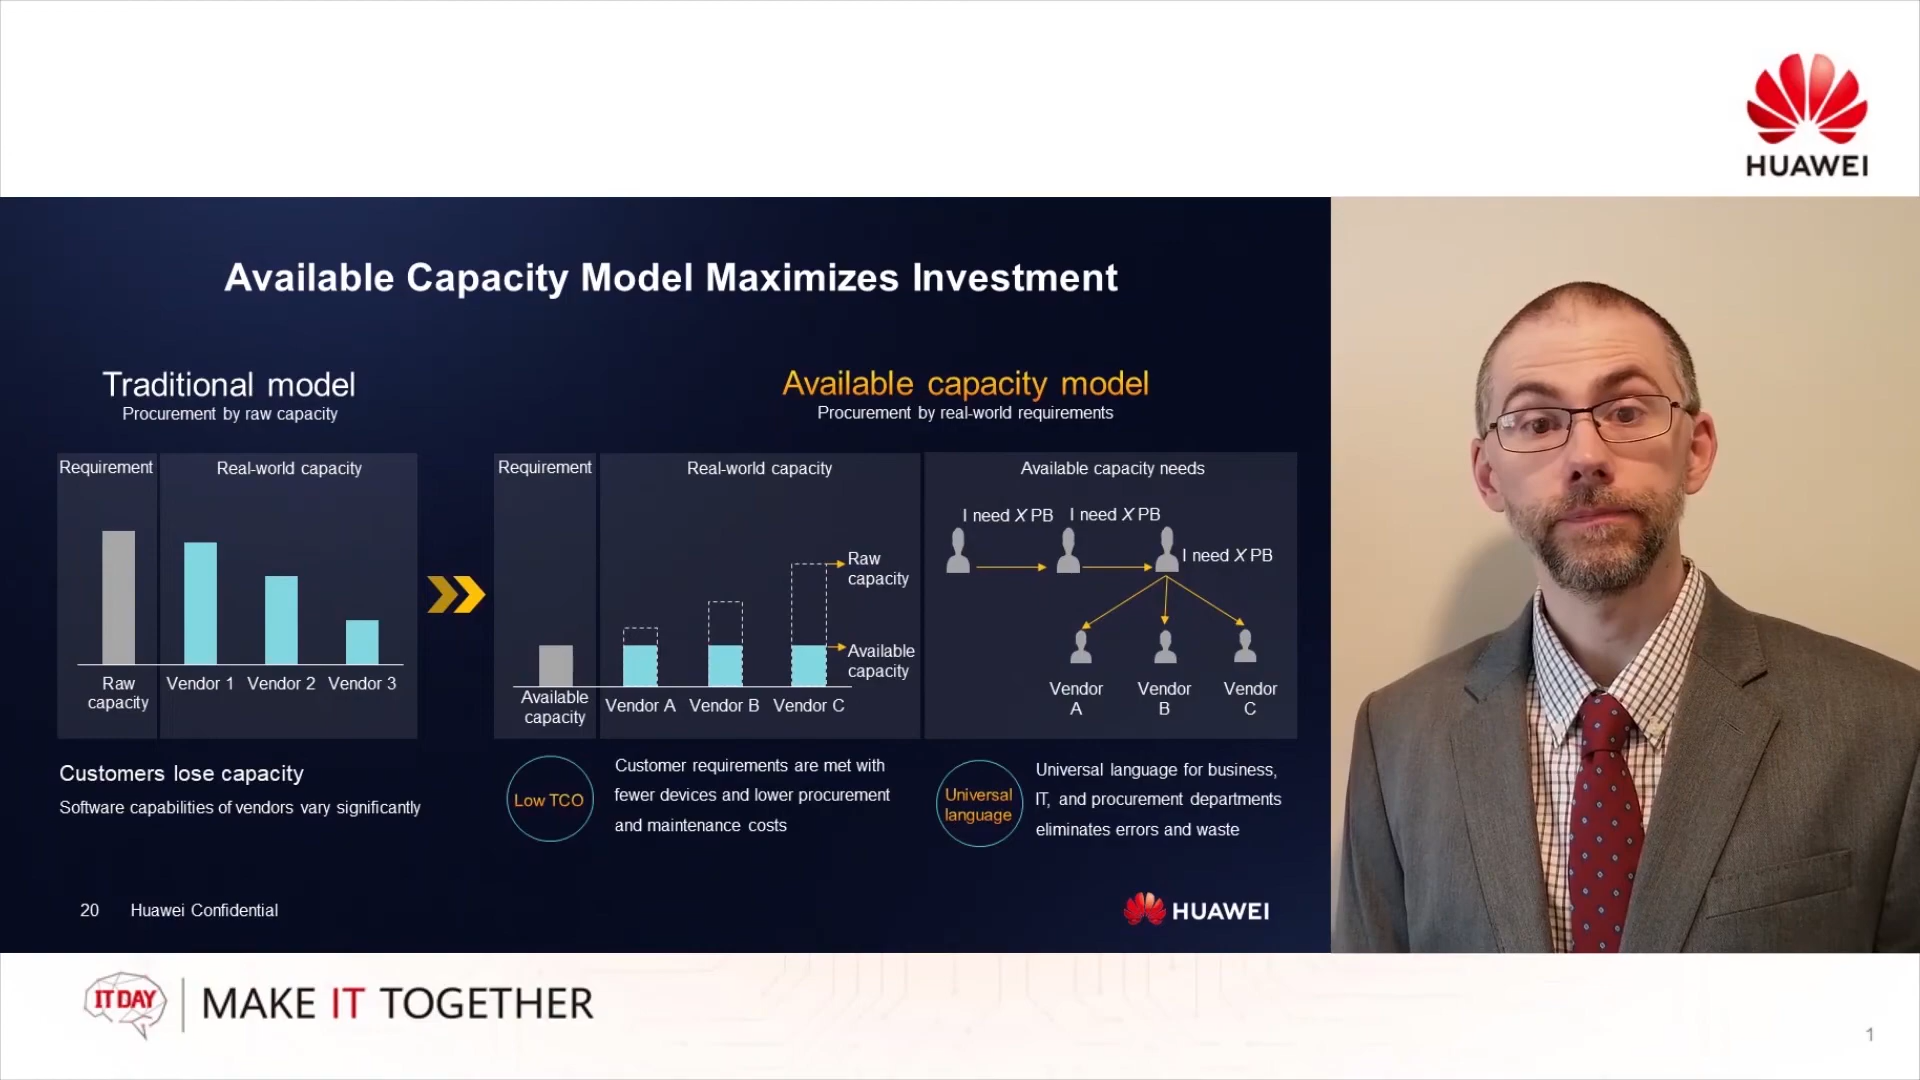 HUAWEI
Available Capacity Model Maximizes Investment
Traditional model
Procurement by raw capacity
Available capacity model
Procurement by real-world requirements
Requirement
Real-world capacity
Raw
capacity
Vendor 1
Vendor 2
Vendor 3
Requirement
Real-world capacity
Raw
capacity
Available
capacity
Available
capacity
Vendor A
Vendor B
Vendor C
Available capacity needs
I need X PB
I need X PB
I need X PB
Vendor
A
Vendor
B
Vendor
C
Customers lose capacity
Software capabilities of vendors vary significantly
Low TCO
Customer requirements are met with
fewer devices and lower procurement
and maintenance costs
Universal
language
Universal language for business,
IT, and procurement departments
eliminates errors and waste
20
Huawei Confidential
HUAWEI
IT DAY
MAKE IT TOGETHER
1